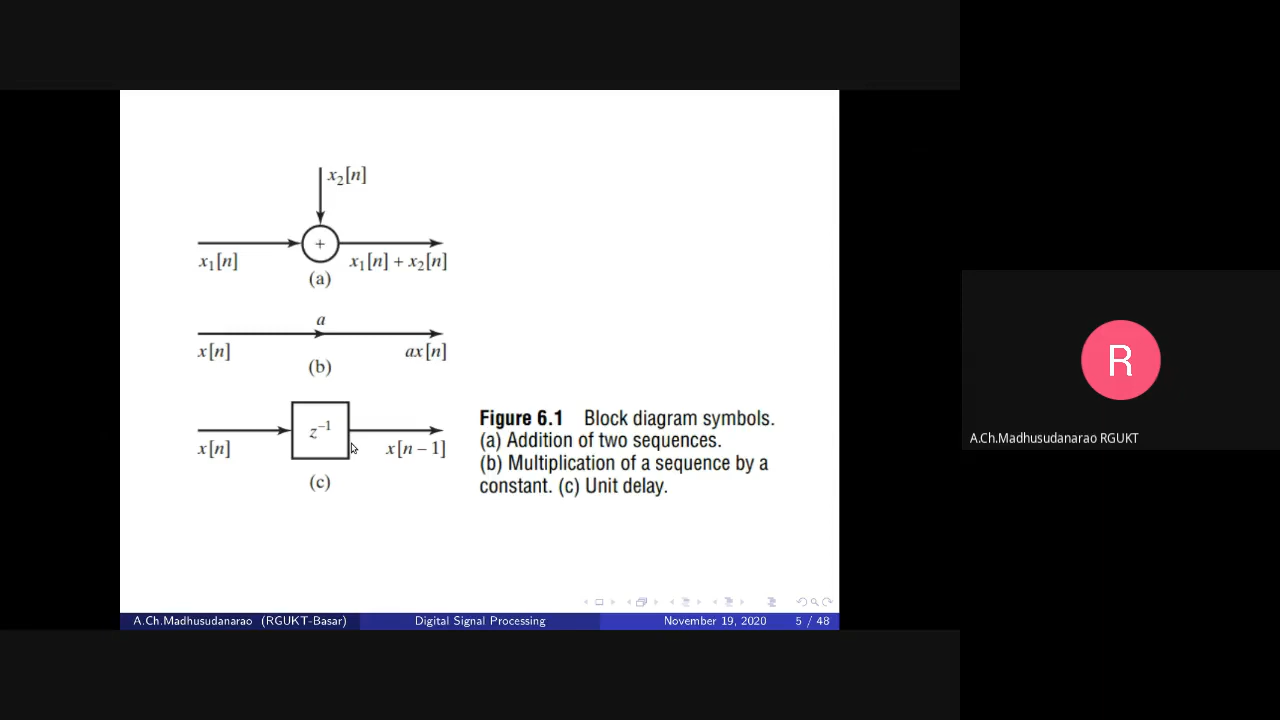 x₂[n]
+
x₁[n]
x₁[n] + x₂[n]
(a)
a
x[n]
ax[n]
(b)
z⁻¹
x[n]
x[n – 1]
(c)
Figure 6.1 Block diagram symbols.
(a) Addition of two sequences.
(b) Multiplication of a sequence by a
constant. (c) Unit delay.
A.Ch.Madhusudanarao (RGUKT-Basar)
Digital Signal Processing
November 19, 2020
5 / 48
R
A.Ch.Madhusudanarao RGUKT